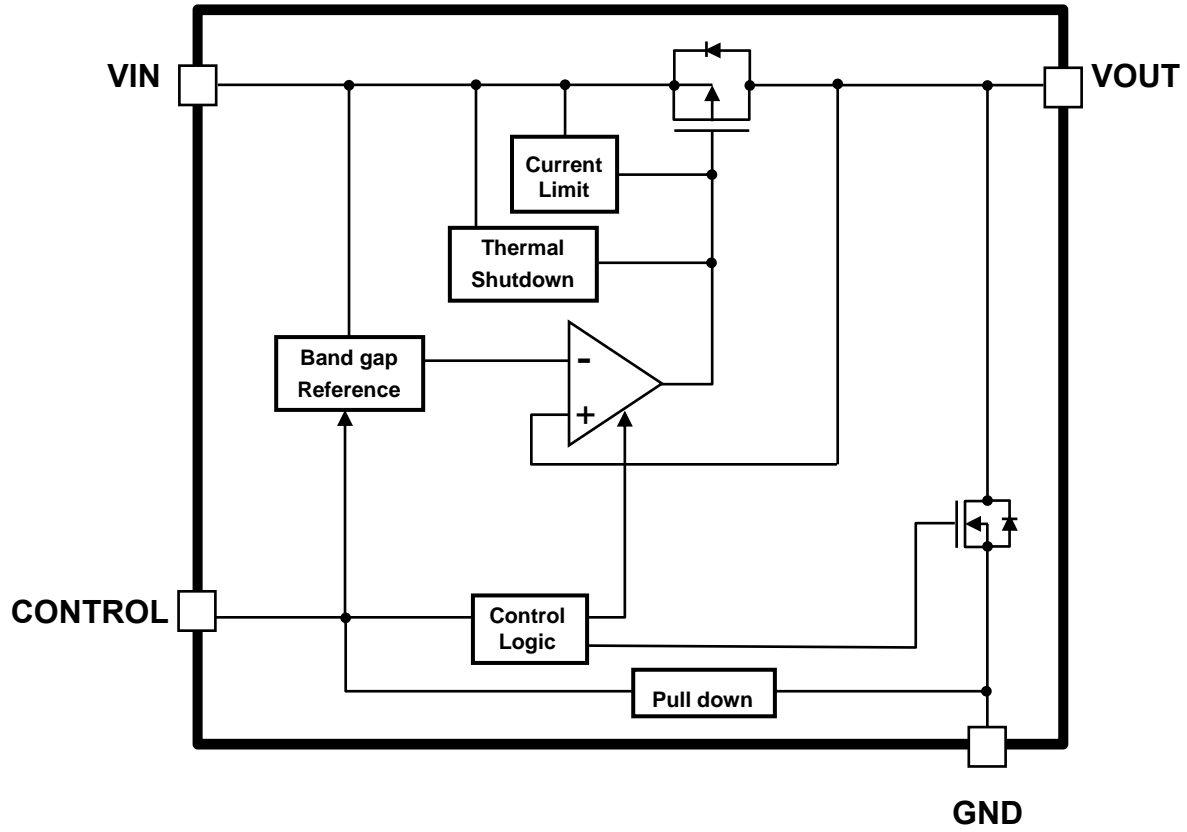 VIN
VOUT
Current
Limit
Thermal
Shutdown
Band gap
Reference
-
+
CONTROL
Control
Logic
Pull down
GND